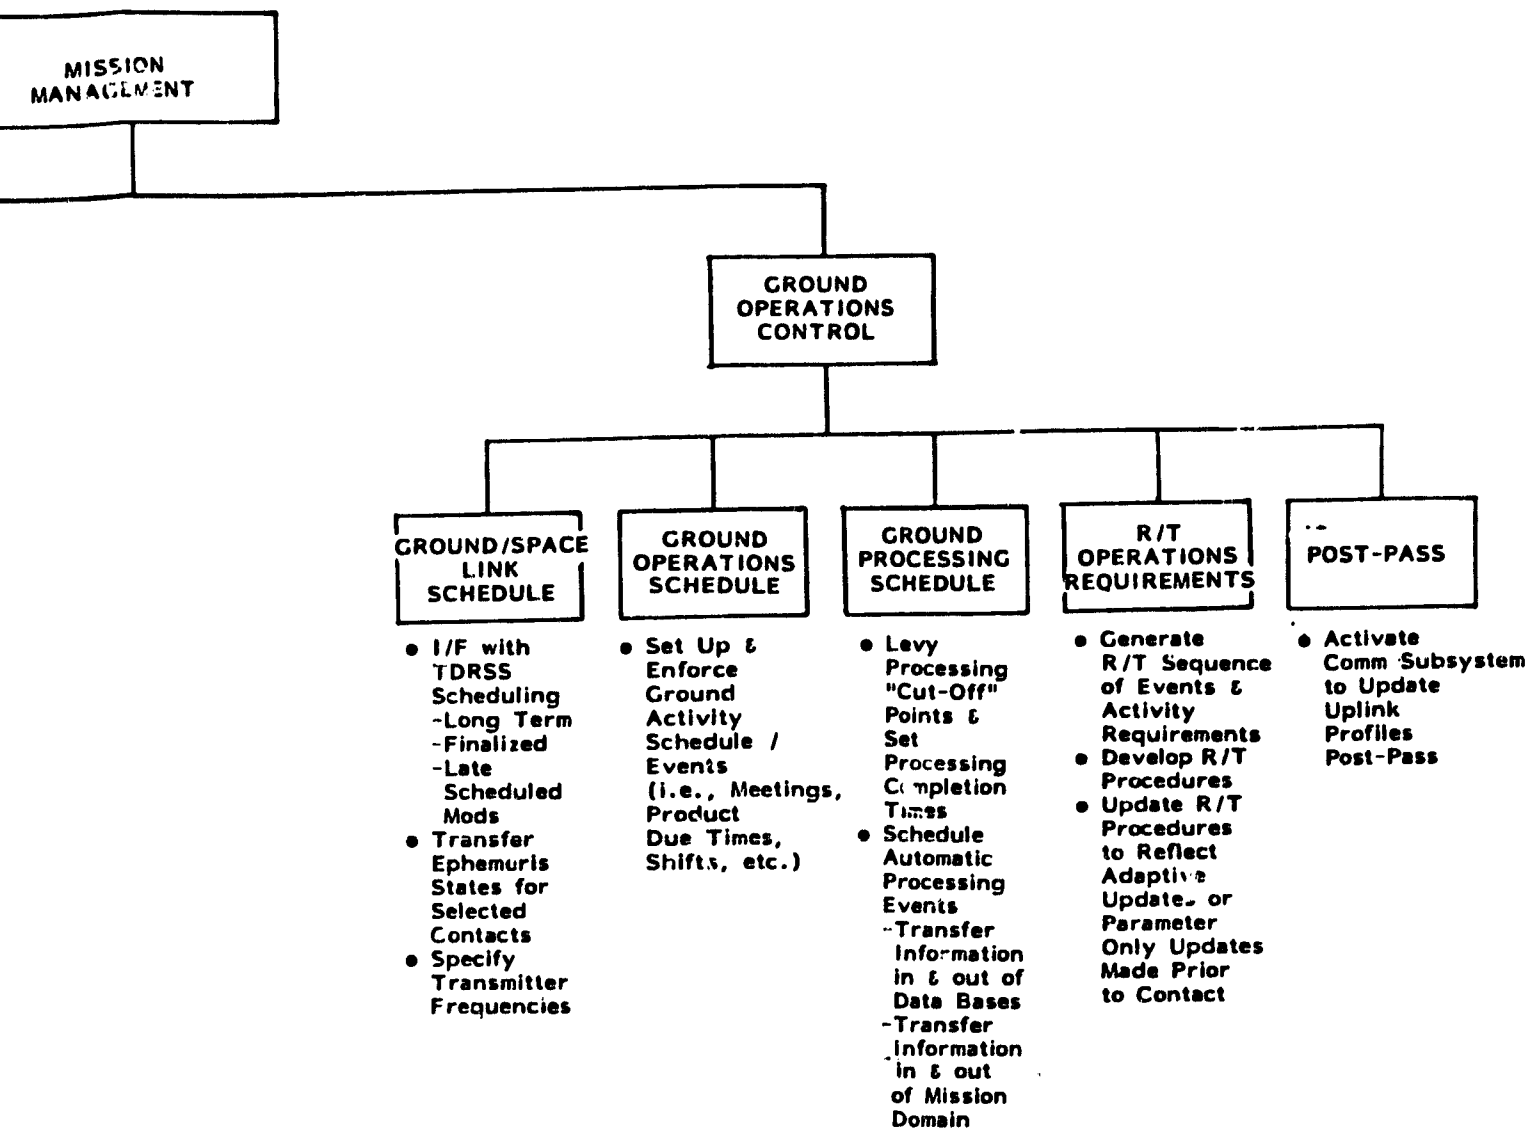 MISSION
MANAGEMENT
GROUND
OPERATIONS
CONTROL
GROUND/SPACE
LINK
SCHEDULE
● I/F with
TDRSS
Scheduling
-Long Term
-Finalized
-Late
Scheduled
Mods
● Transfer
Ephemuris
States for
Selected
Contacts
● Specify
Transmitter
Frequencies
GROUND
OPERATIONS
SCHEDULE
● Set Up &
Enforce
Ground
Activity
Schedule /
Events
(i.e., Meetings,
Product
Due Times,
Shifts, etc.)
GROUND
PROCESSING
SCHEDULE
● Levy
Processing
"Cut-Off"
Points &
Set
Processing
Completion
Times
● Schedule
Automatic
Processing
Events
-Transfer
Information
in & out of
Data Bases
-Transfer
Information
in & out
of Mission
Domain
R/T
OPERATIONS
REQUIREMENTS
● Generate
R/T Sequence
of Events &
Activity
Requirements
● Develop R/T
Procedures
● Update R/T
Procedures
to Reflect
Adaptive
Updates or
Parameter
Only Updates
Made Prior
to Contact
POST-PASS
● Activate
Comm Subsystem
to Update
Uplink
Profiles
Post-Pass